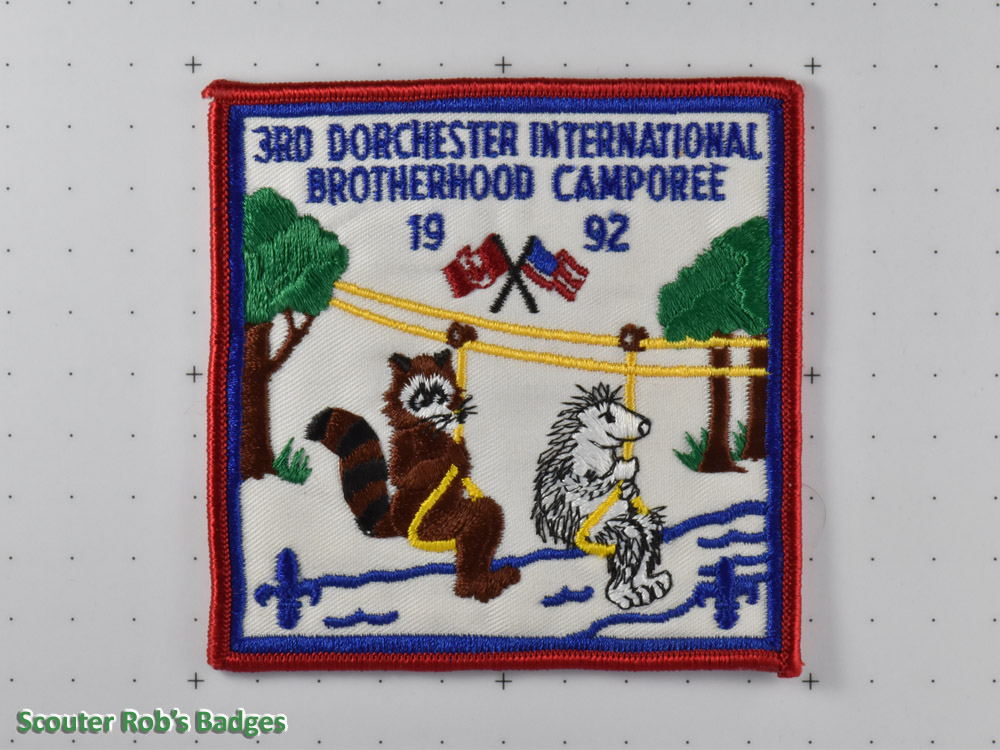 3RD DORCHESTER INTERNATIONAL
BROTHERHOOD CAMPOREE
19 92
Scouter Rob's Badges